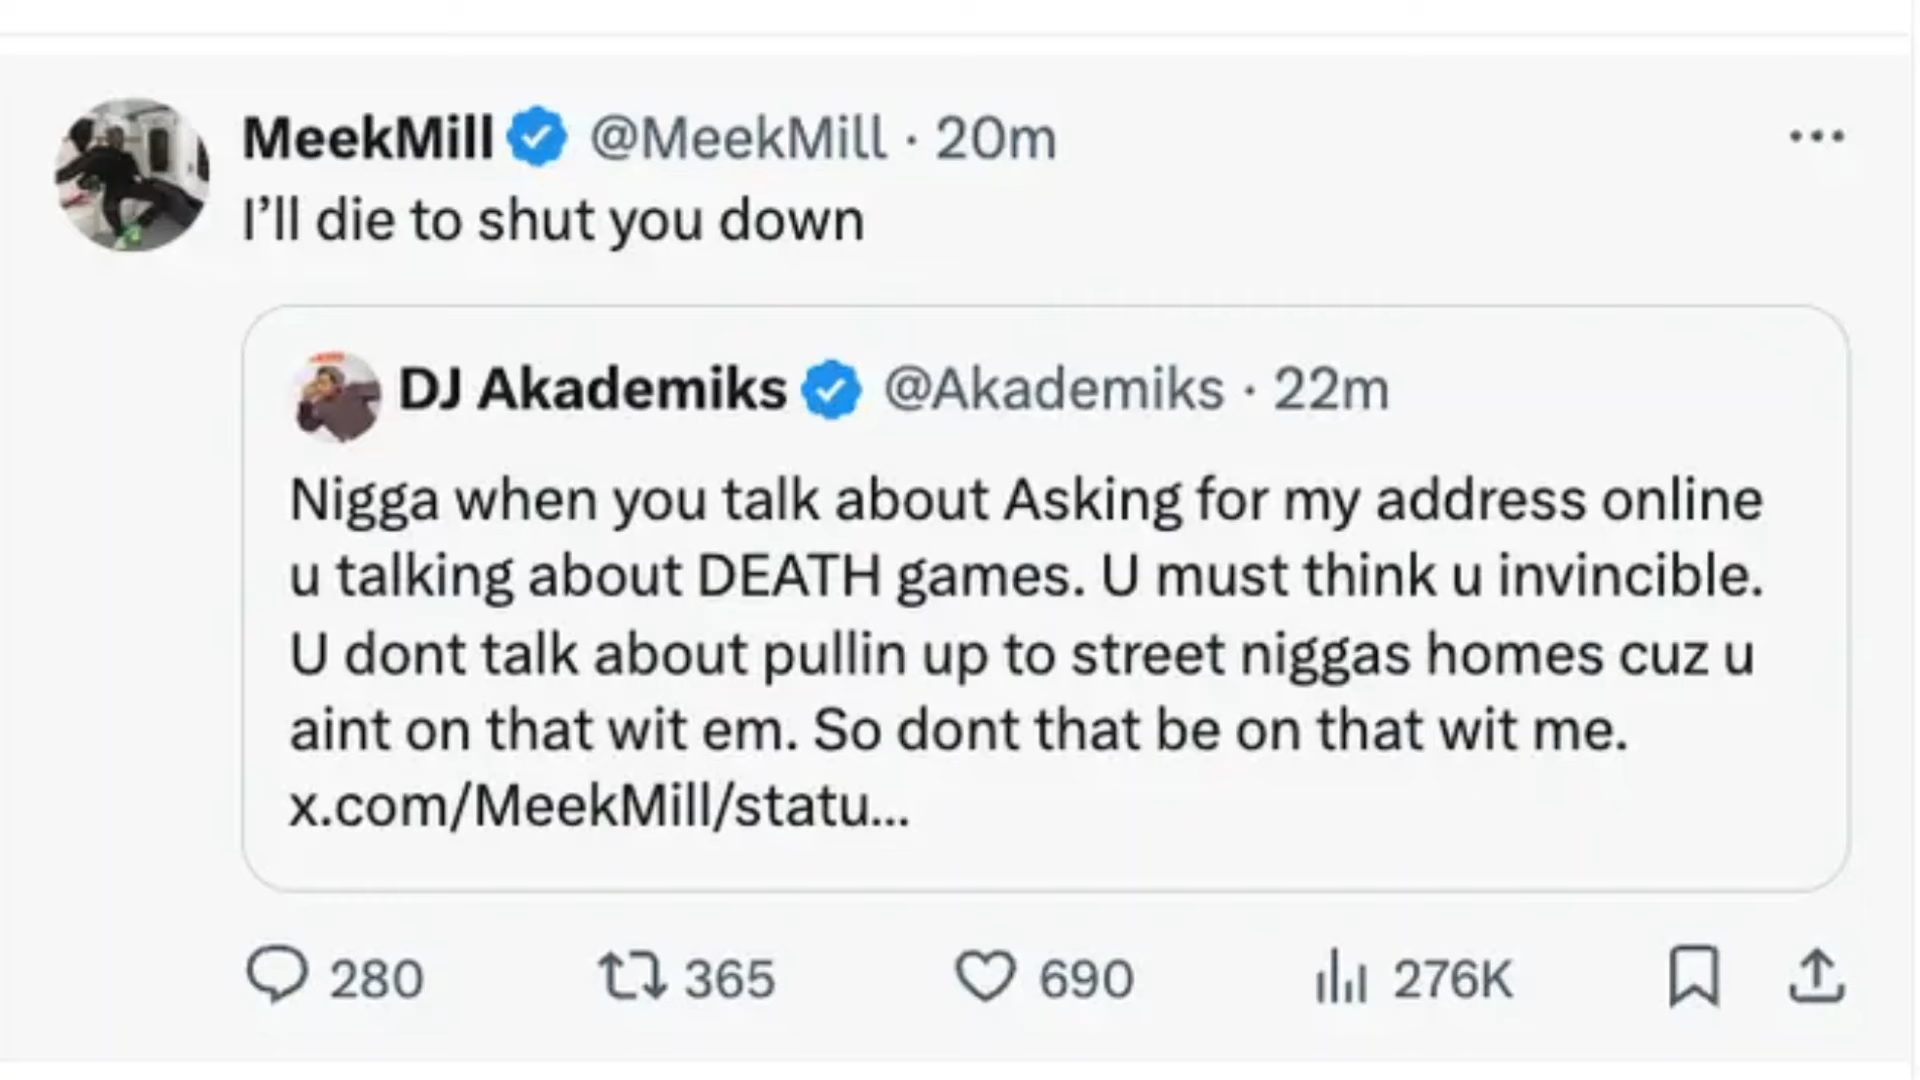 MeekMill @MeekMill · 20m
I'll die to shut you down
DJ Akademiks @Akademiks · 22m
Nigga when you talk about Asking for my address online
u talking about DEATH games. U must think u invincible.
U dont talk about pullin up to street niggas homes cuz u
aint on that wit em. So dont that be on that wit me.
x.com/MeekMill/statu...
280 365 690 276K